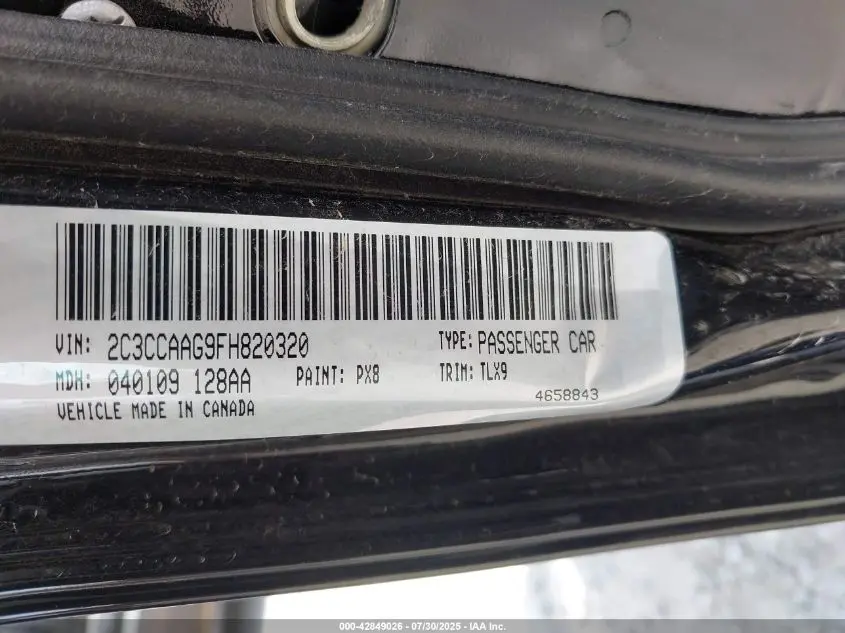 VIN: 2C3CCAAG9FH820320 TYPE: PASSENGER CAR
MDH: 040109 128AA PAINT: PX8 TRIM: TLX9
VEHICLE MADE IN CANADA 4658843
000-42849026 - 07/30/2025 - IAA Inc.